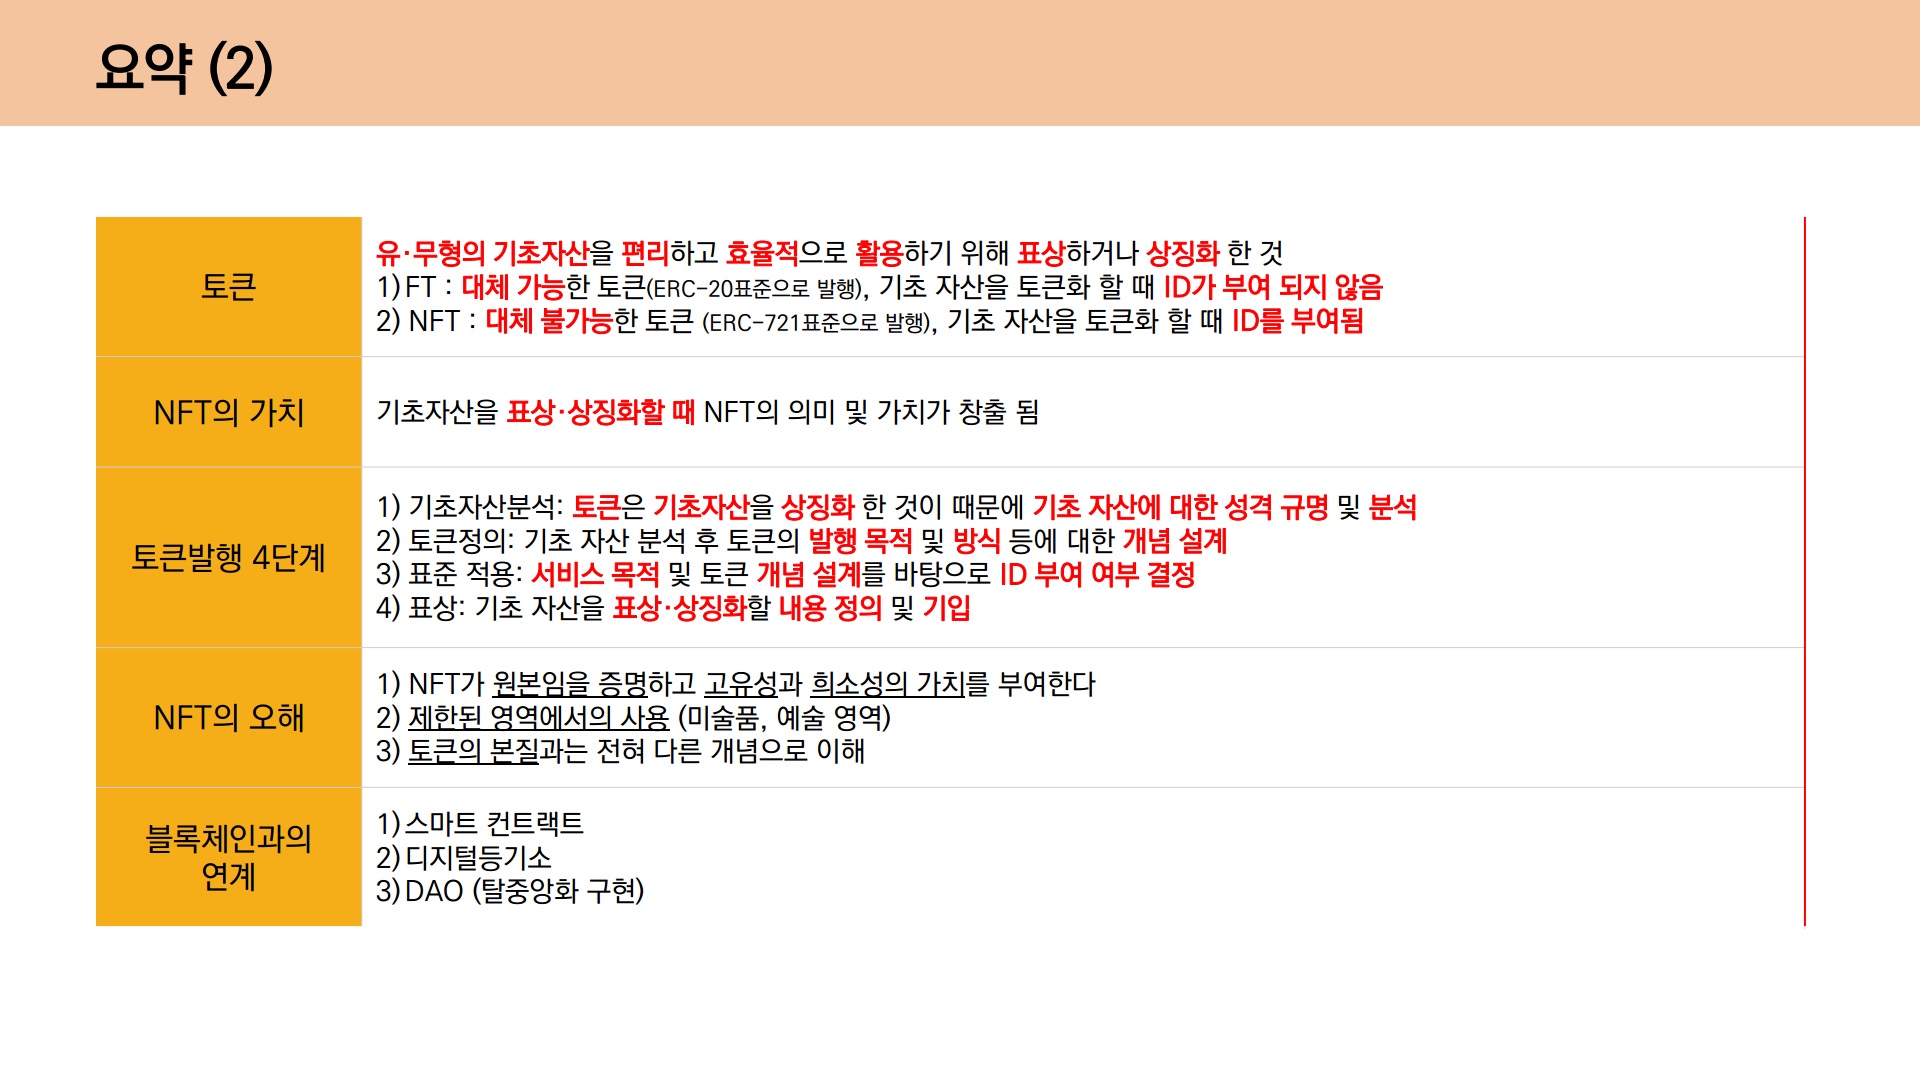 요약 (2)
토큰
유·무형의 기초자산을 편리하고 효율적으로 활용하기 위해 표상하거나 상징화 한 것
1) FT : 대체 가능한 토큰(ERC-20표준으로 발행), 기초 자산을 토큰화 할 때 ID가 부여 되지 않음
2) NFT : 대체 불가능한 토큰 (ERC-721표준으로 발행), 기초 자산을 토큰화 할 때 ID를 부여됨
NFT의 가치
기초자산을 표상·상징화할 때 NFT의 의미 및 가치가 창출 됨
토큰발행 4단계
1) 기초자산분석: 토큰은 기초자산을 상징화 한 것이 때문에 기초 자산에 대한 성격 규명 및 분석
2) 토큰정의: 기초 자산 분석 후 토큰의 발행 목적 및 방식 등에 대한 개념 설계
3) 표준 적용: 서비스 목적 및 토큰 개념 설계를 바탕으로 ID 부여 여부 결정
4) 표상: 기초 자산을 표상·상징화할 내용 정의 및 기입
NFT의 오해
1) NFT가 원본임을 증명하고 고유성과 희소성의 가치를 부여한다
2) 제한된 영역에서의 사용 (미술품, 예술 영역)
3) 토큰의 본질과는 전혀 다른 개념으로 이해
블록체인과의
연계
1) 스마트 컨트랙트
2) 디지털등기소
3) DAO (탈중앙화 구현)